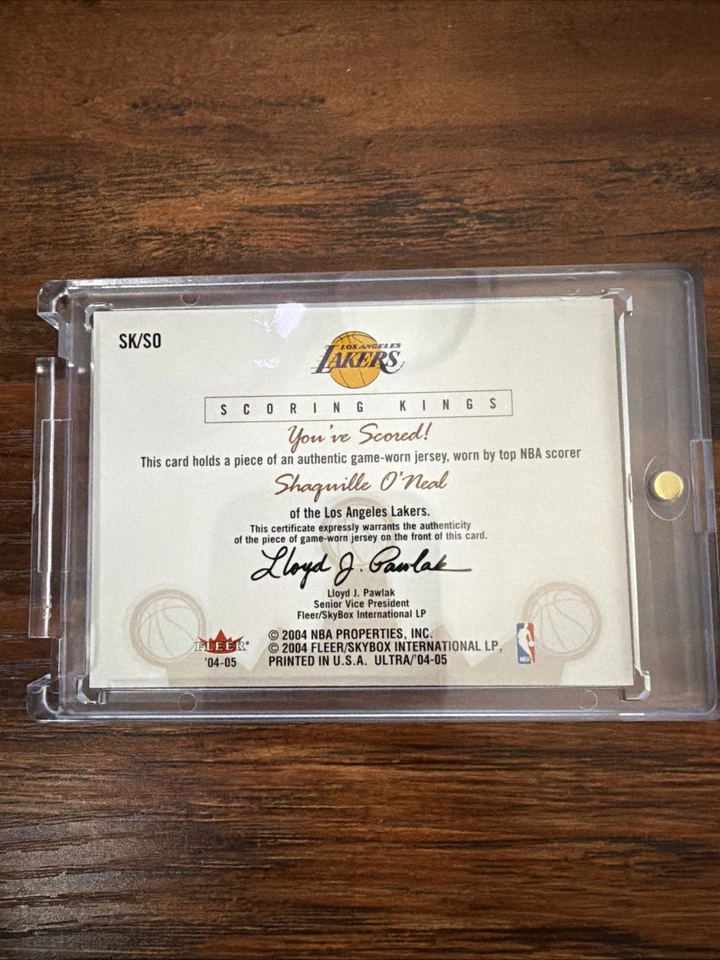 SK/SO
LOS ANGELES
LAKERS
SCORING KINGS
You've Scored!
This card holds a piece of an authentic game-worn jersey, worn by top NBA scorer
Shaquille O'Neal
of the Los Angeles Lakers.
This certificate expressly warrants the authenticity
of the piece of game-worn jersey on the front of this card.
Lloyd J. Pawlak
Lloyd J. Pawlak
Senior Vice President
Fleer/SkyBox International LP
FLEER
'04-05
© 2004 NBA PROPERTIES, INC.
© 2004 FLEER/SKYBOX INTERNATIONAL LP,
PRINTED IN U.S.A. ULTRA/'04-05
NBA